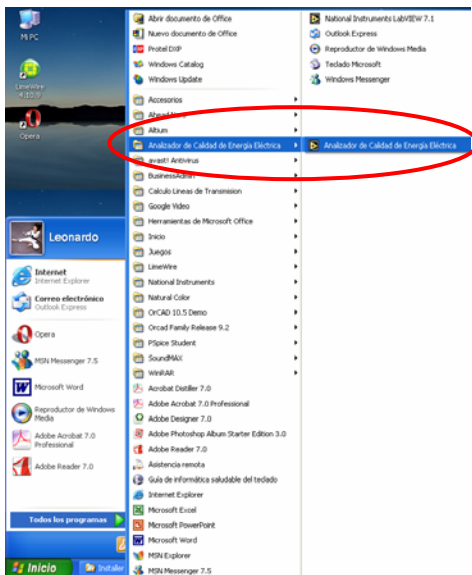 Mi PC
LimeWire
4.10.9
Opera
Leonardo
Internet
Internet Explorer
Correo electrónico
Outlook Express
Opera
MSN Messenger 7.5
Microsoft Word
Reproductor de Windows
Media
Adobe Acrobat 7.0
Professional
Adobe Reader 7.0
Todos los programas
Inicio
Instaler
Abrir documento de Office
Nuevo documento de Office
Protel DXP
Windows Catalog
Windows Update
Accesorios
Ahead Nero
Altium
Analizador de Calidad de Energía Eléctrica
avast! Antivirus
BusinessAdmin
Calculo Lineas de Transmision
Google Video
Herramientas de Microsoft Office
Inicio
Juegos
LimeWire
National Instruments
Natural Color
OrCAD 10.5 Demo
Orcad Family Release 9.2
PSpice Student
SoundMAX
WinRAR
Acrobat Distiller 7.0
Adobe Acrobat 7.0 Professional
Adobe Designer 7.0
Adobe Photoshop Album Starter Edition 3.0
Adobe Reader 7.0
Asistencia remota
Guía de informática saludable del teclado
Internet Explorer
Microsoft Excel
Microsoft PowerPoint
Microsoft Word
MSN Explorer
MSN Messenger 7.5
National Instruments LabVIEW 7.1
Outlook Express
Reproductor de Windows Media
Teclado Microsoft
Windows Messenger
Analizador de Calidad de Energía Eléctrica